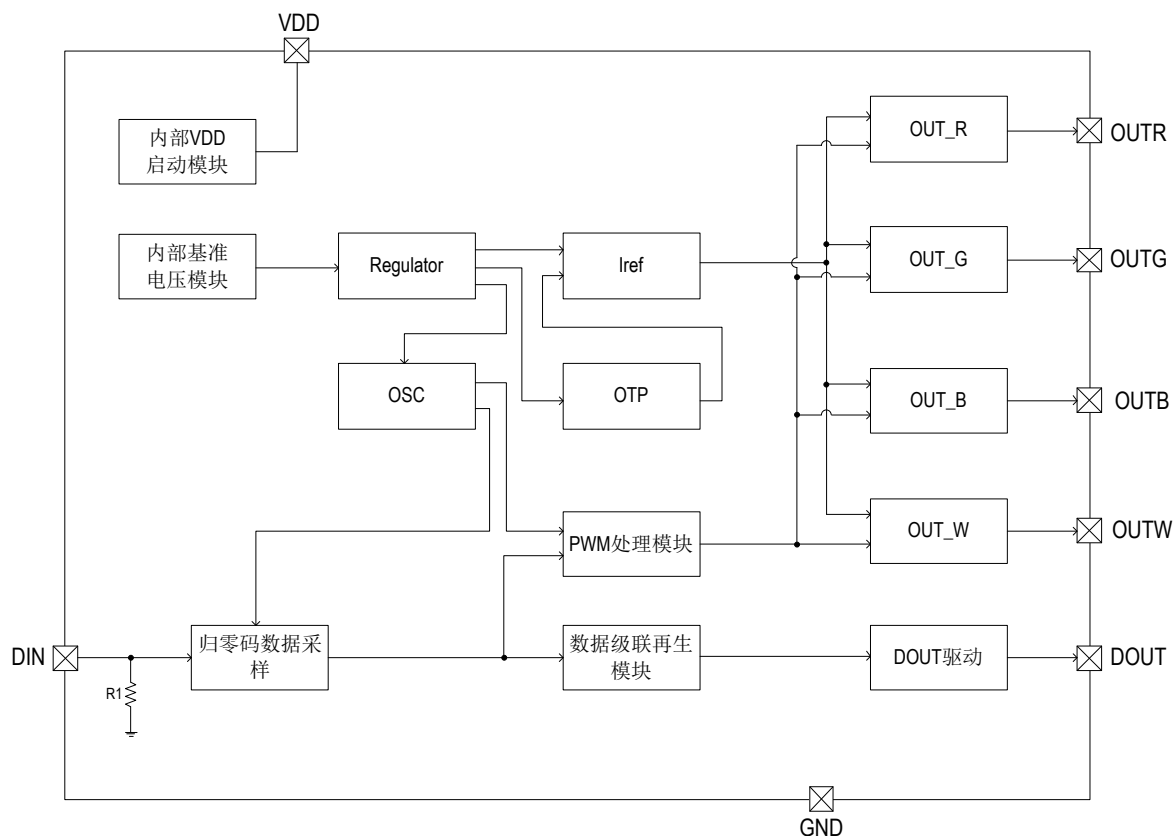 VDD
内部VDD
启动模块
OUT_R
OUTR
内部基准
电压模块
Regulator
Iref
OUT_G
OUTG
OSC
OTP
OUT_B
OUTB
PWM处理模块
OUT_W
OUTW
DIN
R1
归零码数据采
样
数据级联再生
模块
DOUT驱动
DOUT
GND